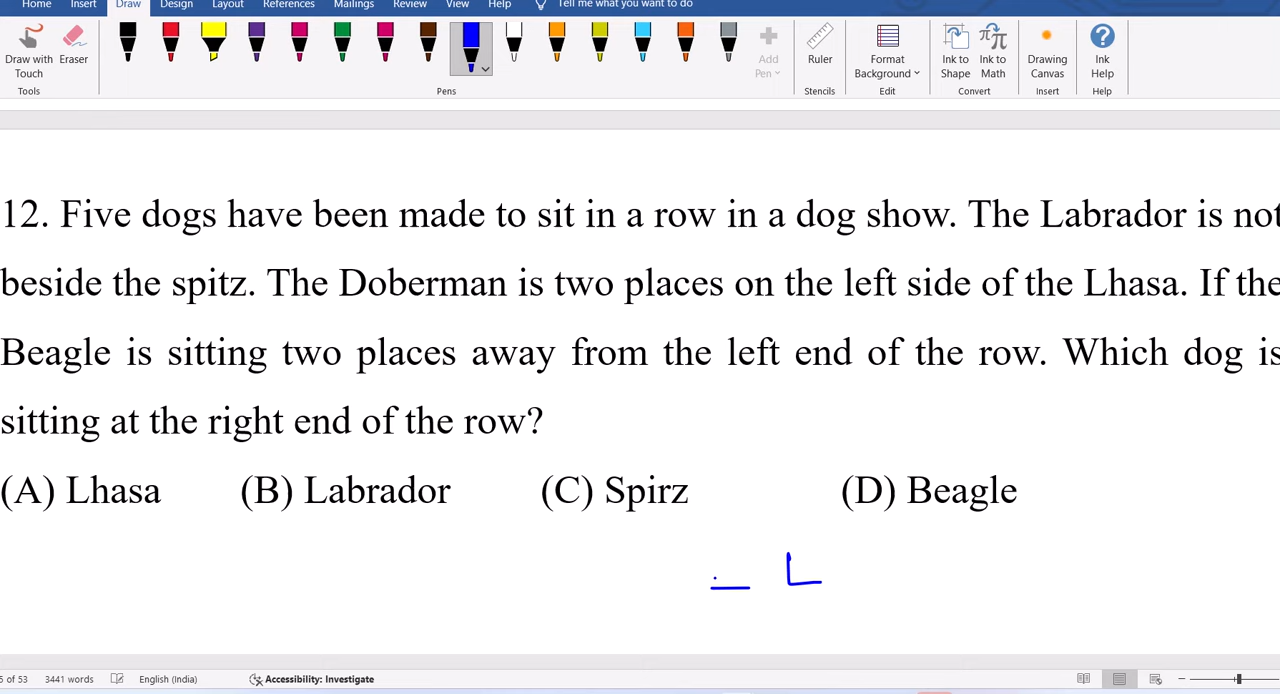 Home Insert Draw Design Layout References Mailings Review View Help Tell me what you want to do
Draw with Touch Eraser Add Pen Ruler Format Background Ink to Shape Ink to Math Drawing Canvas Ink Help
Tools Pens Stencils Edit Convert Insert Help
12. Five dogs have been made to sit in a row in a dog show. The Labrador is not
beside the spitz. The Doberman is two places on the left side of the Lhasa. If the
Beagle is sitting two places away from the left end of the row. Which dog is
sitting at the right end of the row?
(A) Lhasa (B) Labrador (C) Spirz (D) Beagle
L
5 of 53 3441 words English (India) Accessibility: Investigate